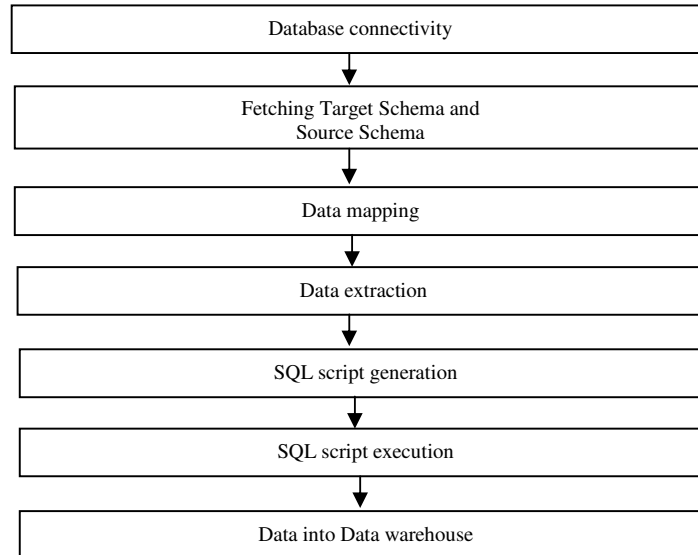 Database connectivity
Fetching Target Schema and
Source Schema
Data mapping
Data extraction
SQL script generation
SQL script execution
Data into Data warehouse